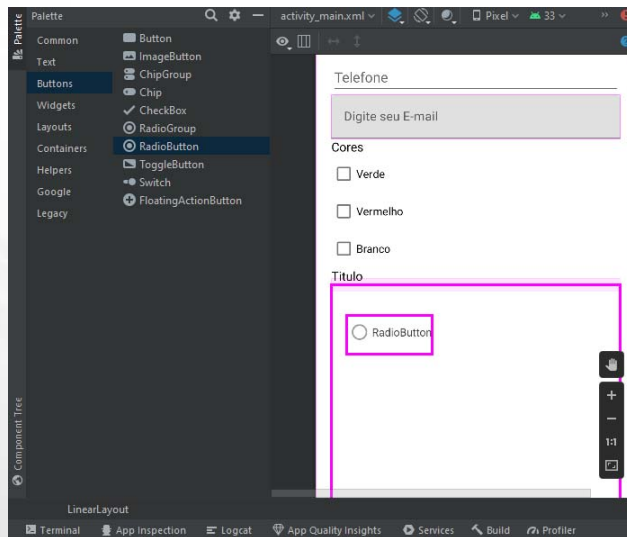 Palette
Palette
activity_main.xml
Pixel
33
Common
Text
Buttons
Widgets
Layouts
Containers
Helpers
Google
Legacy
Button
ImageButton
ChipGroup
Chip
CheckBox
RadioGroup
RadioButton
ToggleButton
Switch
FloatingActionButton
Telefone
Digite seu E-mail
Cores
Verde
Vermelho
Branco
Titulo
RadioButton
1:1
Component Tree
LinearLayout
Terminal App Inspection Logcat App Quality Insights Services Build Profiler